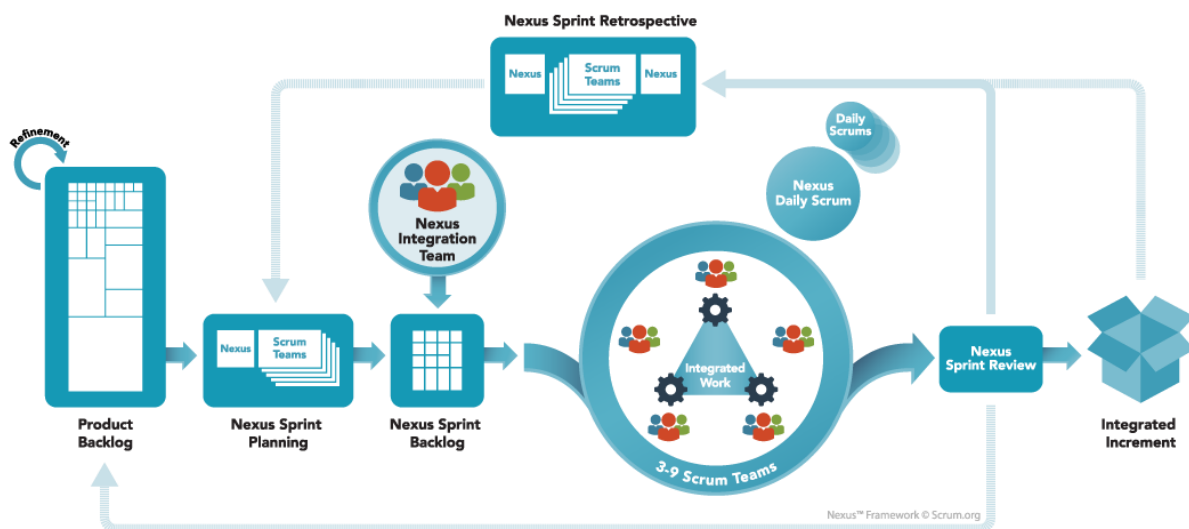 Nexus Sprint Retrospective
Nexus
Scrum
Teams
Nexus
Daily
Scrums
Refinement
Nexus
Daily Scrum
Nexus
Integration
Team
Nexus
Scrum
Teams
Integrated
Work
Nexus
Sprint Review
Product
Backlog
Nexus Sprint
Planning
Nexus Sprint
Backlog
3-9 Scrum Teams
Integrated
Increment
Nexus™ Framework © Scrum.org